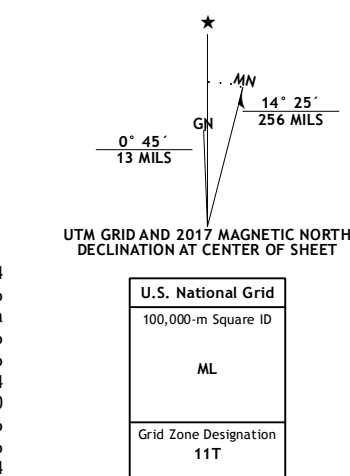 MN
GN
14° 25´
256 MILS
0° 45´
13 MILS
UTM GRID AND 2017 MAGNETIC NORTH
DECLINATION AT CENTER OF SHEET
U.S. National Grid
100,000-m Square ID
ML
Grid Zone Designation
11T